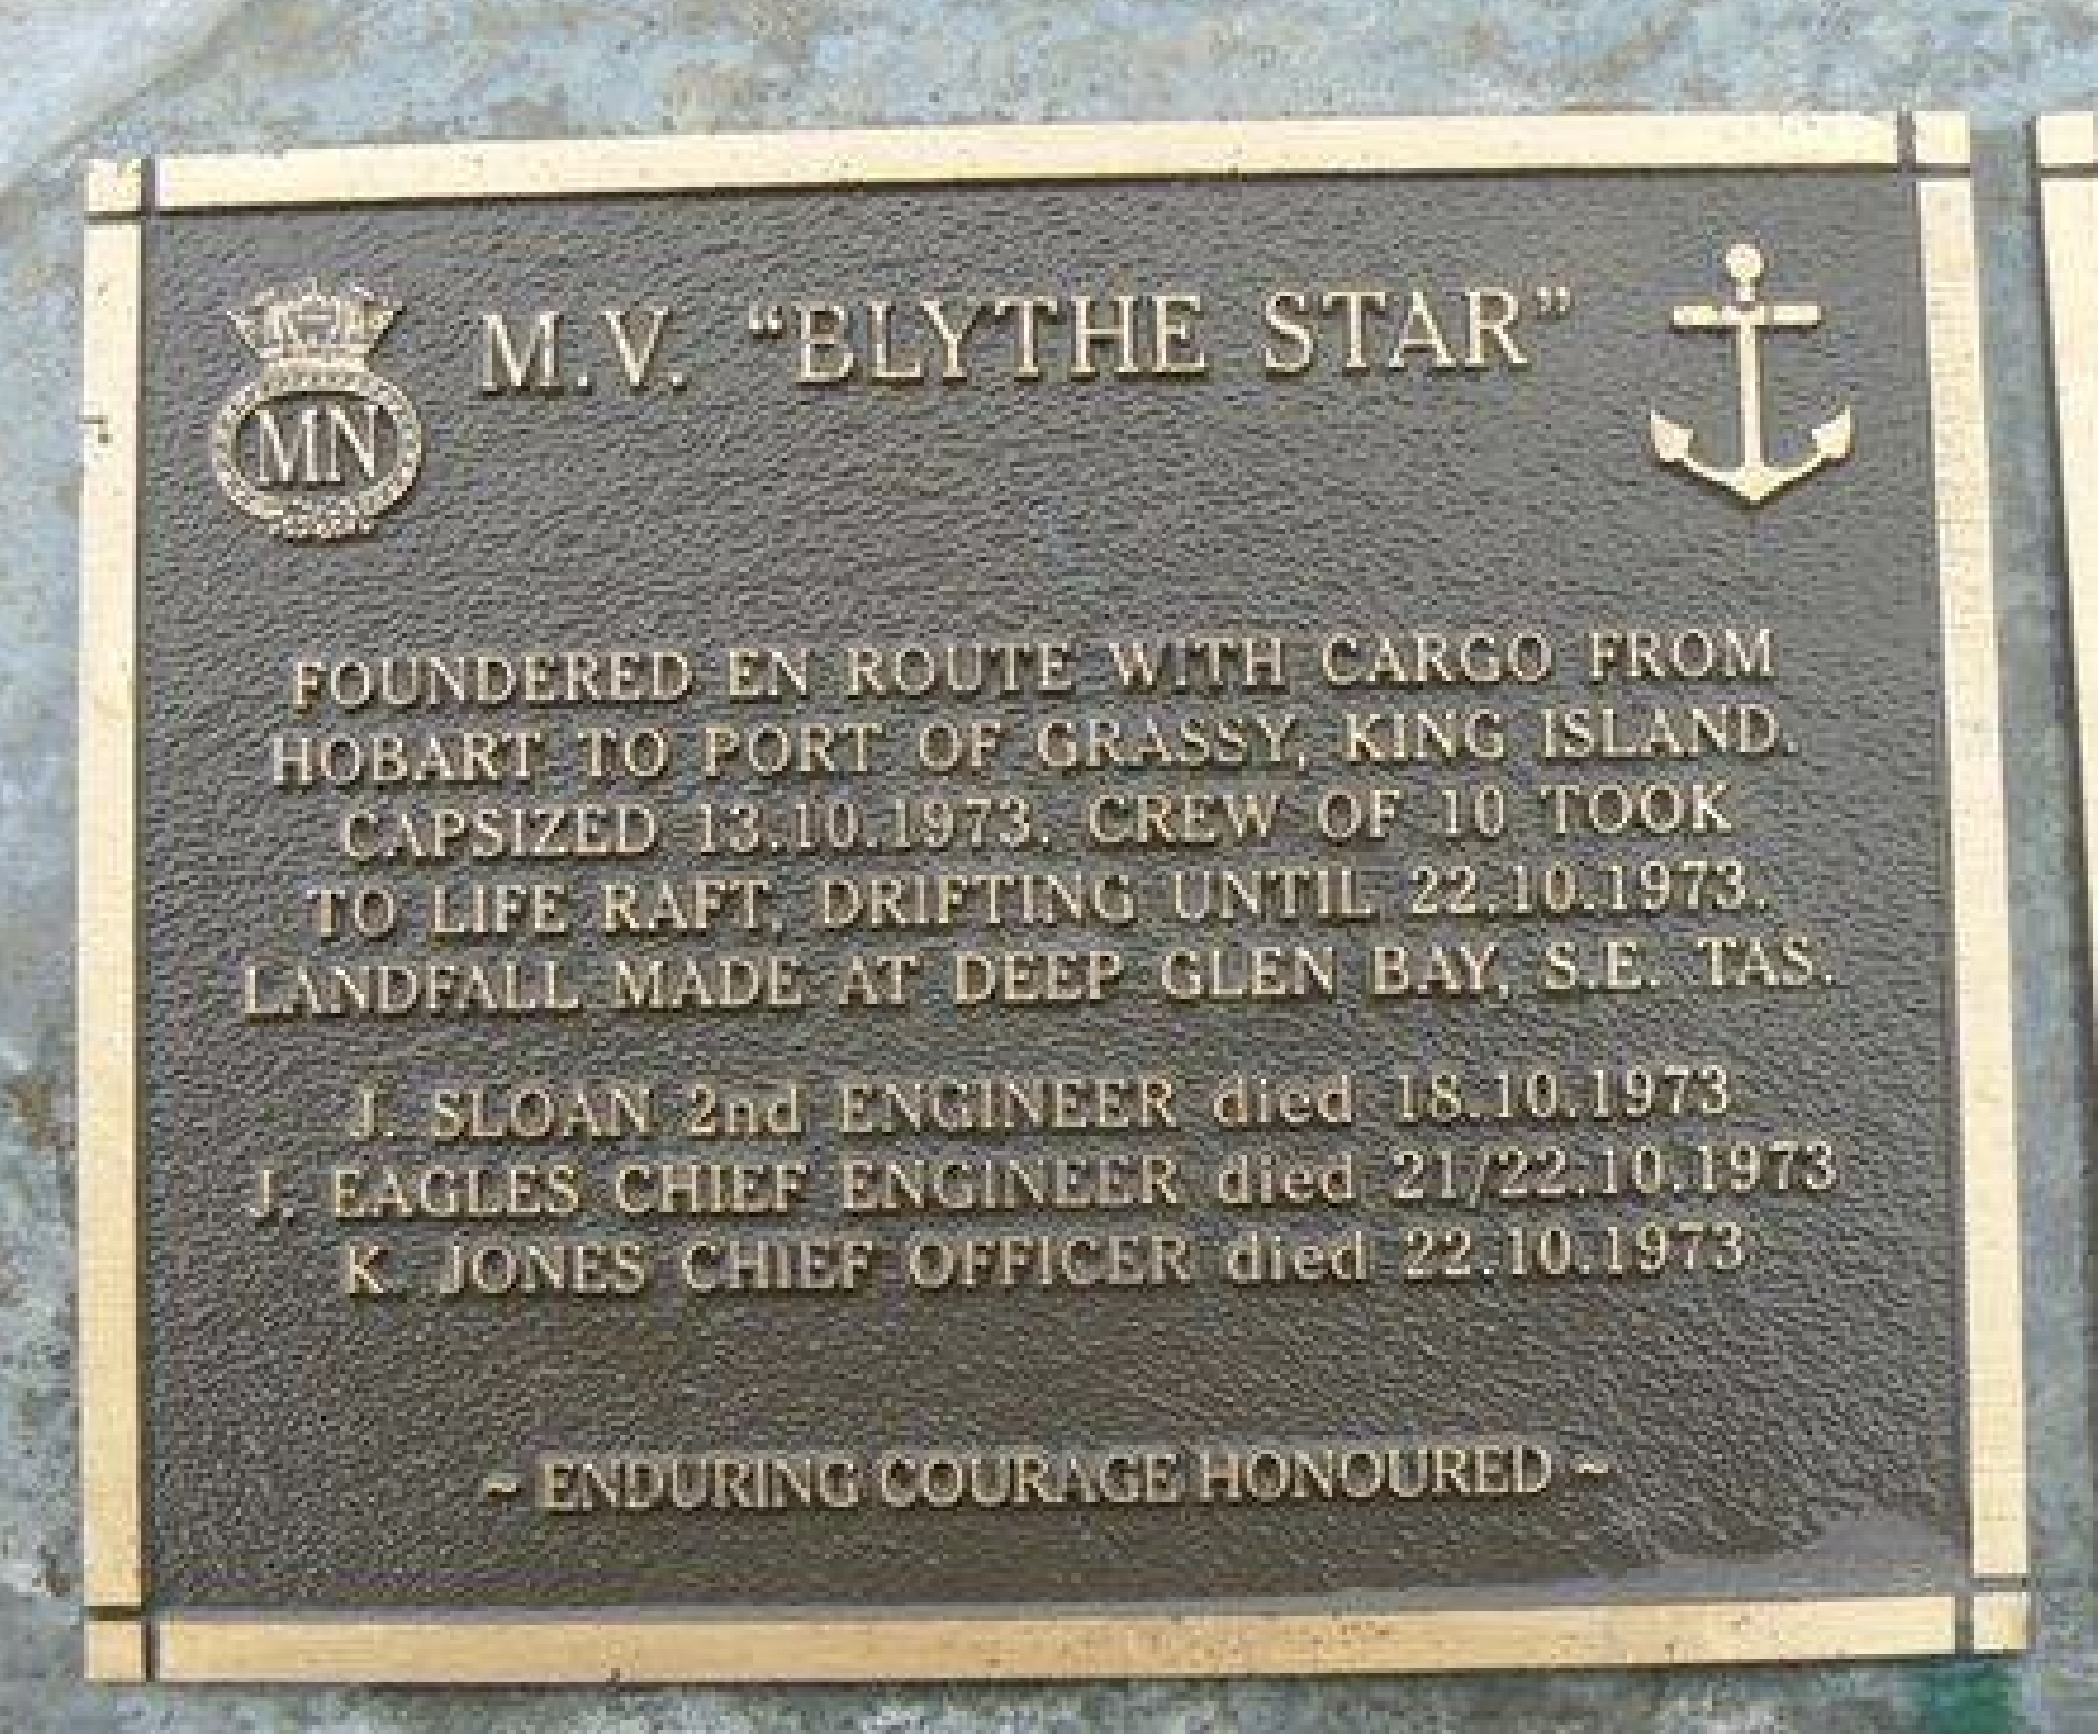 M.V. “BLYTHE STAR”
MN
FOUNDERED EN ROUTE WITH CARGO FROM
HOBART TO PORT OF GRASSY, KING ISLAND.
CAPSIZED 13.10.1973. CREW OF 10 TOOK
TO LIFE RAFT, DRIFTING UNTIL 22.10.1973.
LANDFALL MADE AT DEEP GLEN BAY, S.E. TAS.
J. SLOAN 2nd ENGINEER died 18.10.1973
J. EAGLES CHIEF ENGINEER died 21/22.10.1973
K. JONES CHIEF OFFICER died 22.10.1973
~ ENDURING COURAGE HONOURED ~